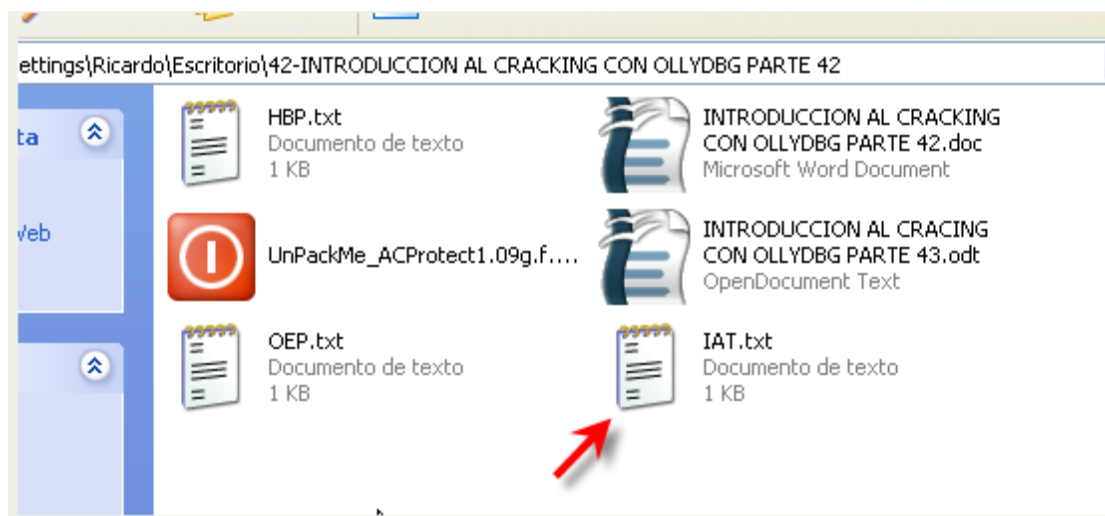 ettings\Ricardo\Escritorio\42-INTRODUCCION AL CRACKING CON OLLYDBG PARTE 42
ta
Web
HBP.txt
Documento de texto
1 KB
INTRODUCCION AL CRACKING
CON OLLYDBG PARTE 42.doc
Microsoft Word Document
UnPackMe_ACProtect1.09g.f....
INTRODUCCION AL CRACING
CON OLLYDBG PARTE 43.odt
OpenDocument Text
OEP.txt
Documento de texto
1 KB
IAT.txt
Documento de texto
1 KB